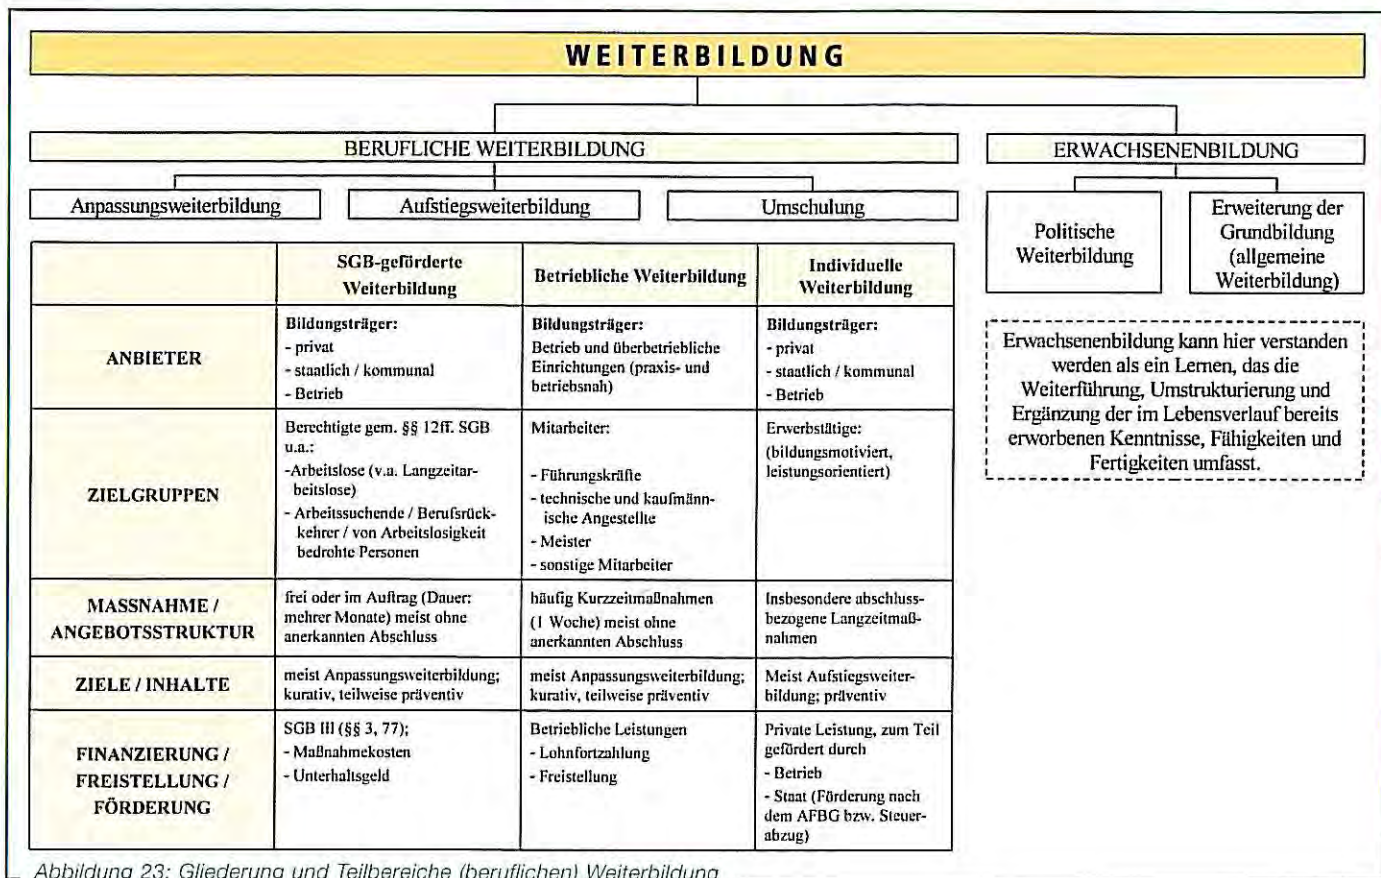 WEITERBILDUNG
BERUFLICHE WEITERBILDUNG
ERWACHSENENBILDUNG
Anpassungsweiterbildung
Aufstiegsweiterbildung
Umschulung
Politische
Weiterbildung
Erweiterung der
Grundbildung
(allgemeine
Weiterbildung)
Erwachsenenbildung kann hier verstanden
werden als ein Lernen, das die
Weiterführung, Umstrukturierung und
Ergänzung der im Lebensverlauf bereits
erworbenen Kenntnisse, Fähigkeiten und
Fertigkeiten umfasst.
SGB-geförderte
Weiterbildung
Betriebliche Weiterbildung
Individuelle
Weiterbildung
ANBIETER
Bildungsträger:
- privat
- staatlich / kommunal
- Betrieb
Bildungsträger:
Betrieb und überbetriebliche
Einrichtungen (praxis- und
betriebsnah)
Bildungsträger:
- privat
- staatlich / kommunal
- Betrieb
ZIELGRUPPEN
Berechtigte gem. §§ 12ff. SGB
u.a.:
-Arbeitslose (v.a. Langzeitar-
beitslose)
- Arbeitssuchende / Berufsrück-
kehrer / von Arbeitslosigkeit
bedrohte Personen
Mitarbeiter:
- Führungskräfte
- technische und kaufmänn-
ische Angestellte
- Meister
- sonstige Mitarbeiter
Erwerbstätige:
(bildungsmotiviert,
leistungsorientiert)
MASSNAHME /
ANGEBOTSSTRUKTUR
frei oder im Auftrag (Dauer:
mehrer Monate) meist ohne
anerkannten Abschluss
häufig Kurzzeitmaßnahmen
(1 Woche) meist ohne
anerkannten Abschluss
Insbesondere abschluss-
bezogene Langzeitmaß-
nahmen
ZIELE / INHALTE
meist Anpassungsweiterbildung;
kurativ, teilweise präventiv
meist Anpassungsweiterbildung;
kurativ, teilweise präventiv
Meist Aufstiegsweiter-
bildung; präventiv
FINANZIERUNG /
FREISTELLUNG /
FÖRDERUNG
SGB III (§§ 3, 77);
- Maßnahmekosten
- Unterhaltsgeld
Betriebliche Leistungen
- Lohnfortzahlung
- Freistellung
Private Leistung, zum Teil
gefördert durch
- Betrieb
- Staat (Förderung nach
dem AFBG bzw. Steuer-
abzug)
Abbildung 23: Gliederung und Teilbereiche (beruflichen) Weiterbildung